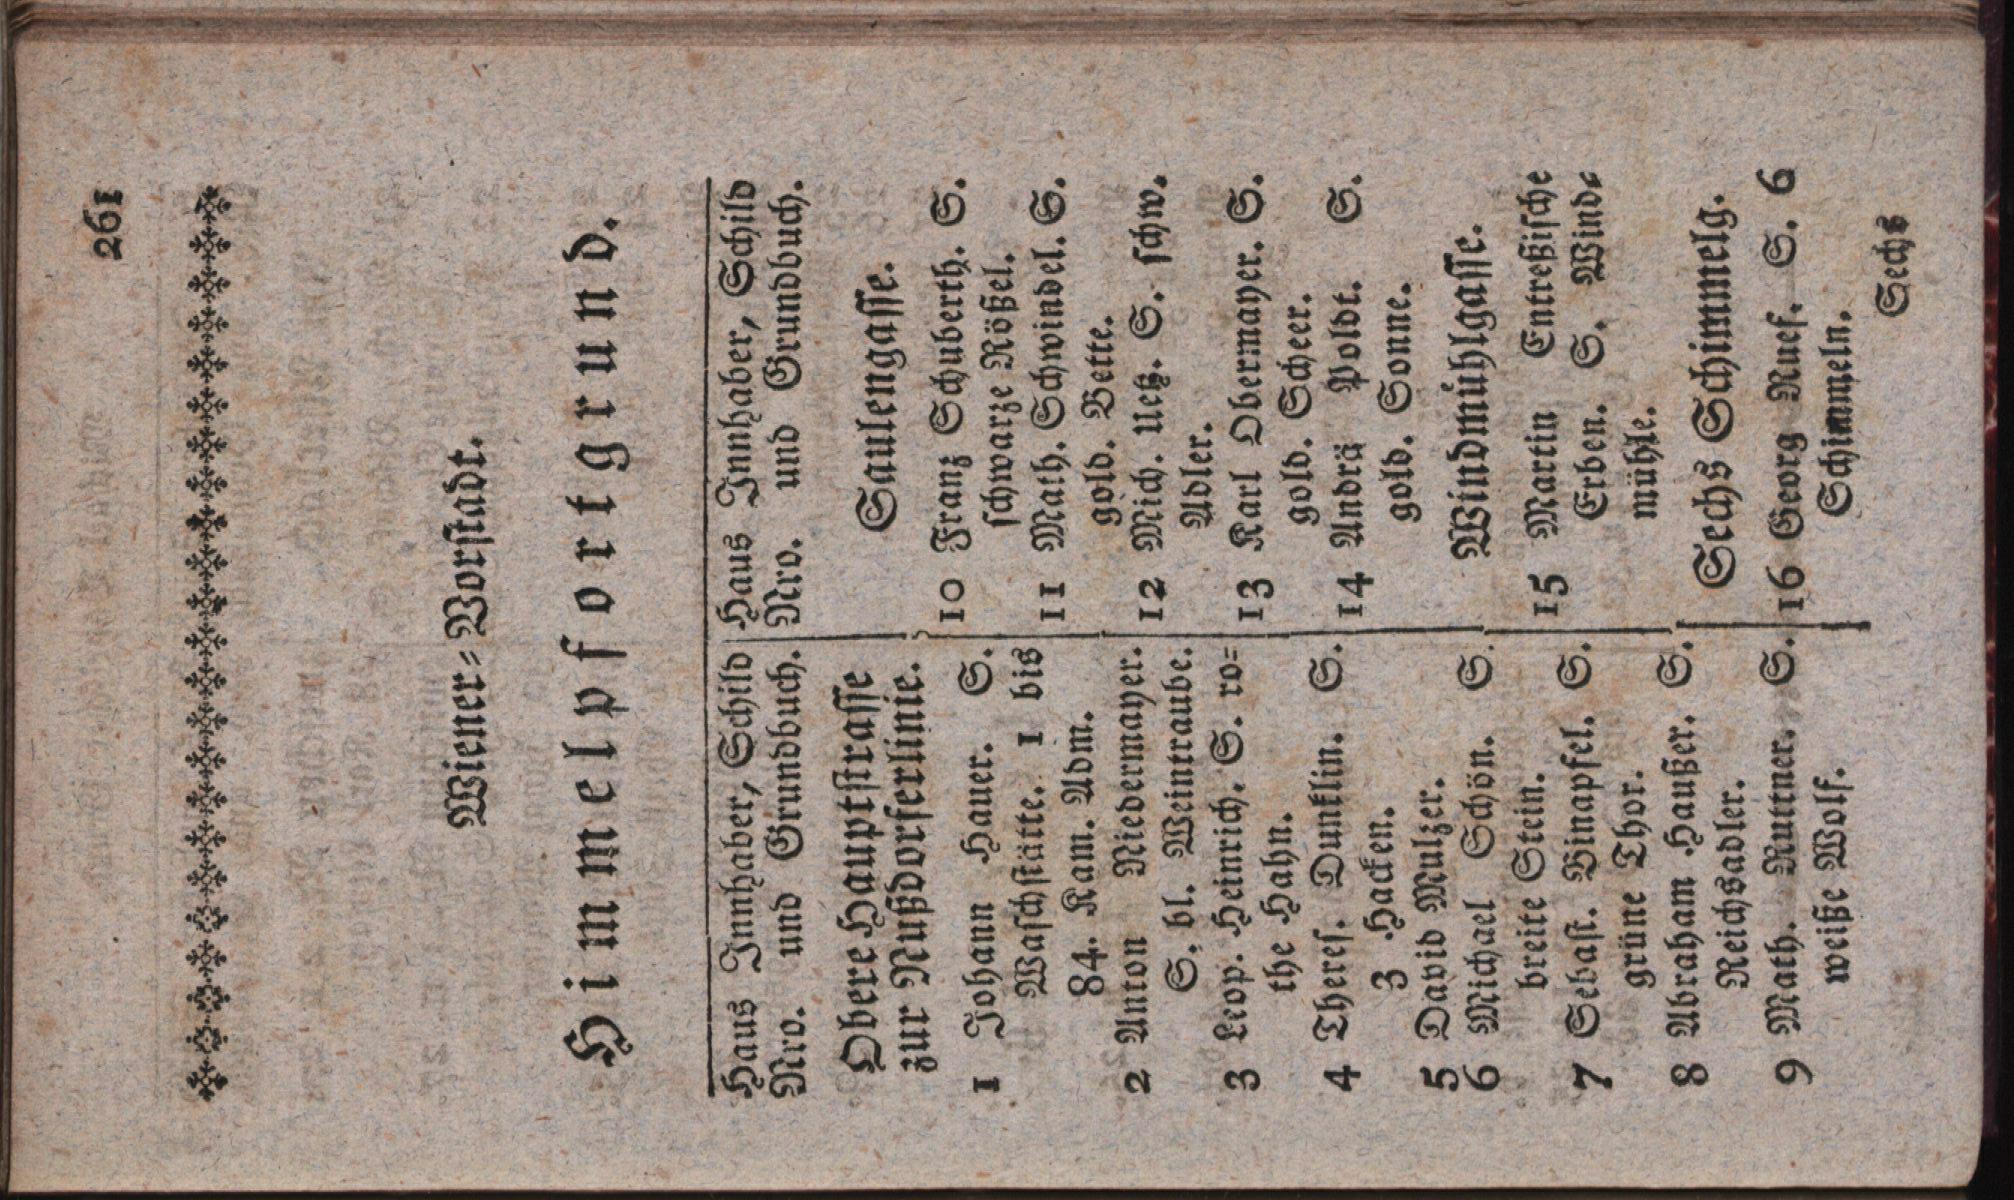 261
Wiener-Vorstadt.
Himmelpfortgrund.
Haus Innhaber, Schild
Nro. und Grundbuch.
Obere Hauptstrasse
zur Nußdorferlinie.
1 Johann Hauer. S.
Waschstätte. 1 bis
84. Kam. Adm.
2 Anton Niedermayer.
S. bl. Weintraube.
3 Leop. Heinrich. S. ro-
the Hahn.
4 Theres. Dunklin. S.
3 Hacken.
5 David Mulzer.
6 Michael Schön. S.
breite Stein.
7 Sebast. Binapfel. S.
grüne Thor.
8 Abraham Haußer. S.
Reichsadler.
9 Math. Ruttner. S.
weiße Wolf.
Haus Innhaber, Schild
Nro. und Grundbuch.
Saulengasse.
10 Franz Schuberth. S.
schwarze Rößel.
11 Math. Schwindel. S.
gold. Bette.
12 Mich. Uetz. S. schw.
Adler.
13 Karl Obermayer. S.
gold. Scheer.
14 Andrä Poldt. S.
gold. Sonne.
Windmühlgasse.
15 Martin Entreßische
Erben. S. Wind-
mühle.
Sechs Schimmelg.
16 Georg Ruef. S. 6
Schimmeln.
Sechs